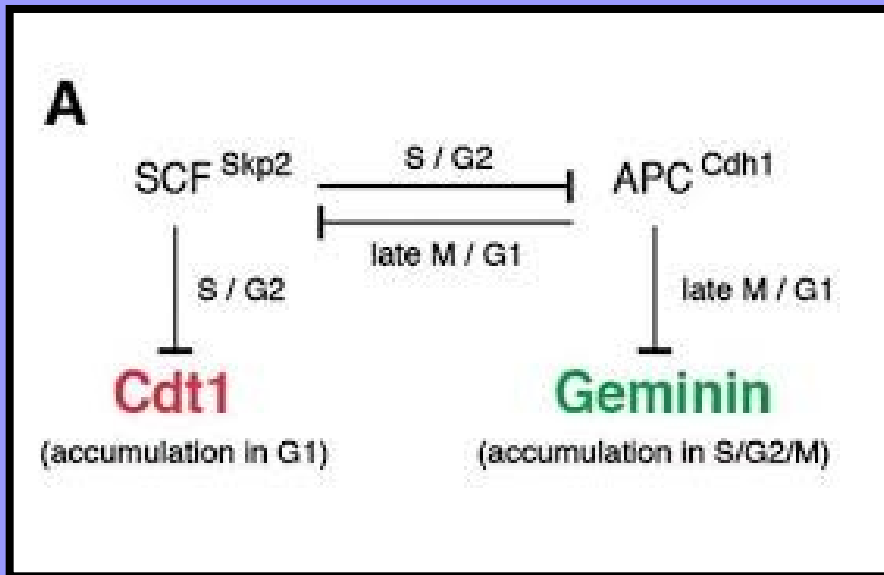 A
SCF Skp2
S / G2
APC Cdh1
late M / G1
S / G2
late M / G1
Cdt1
Geminin
(accumulation in G1)
(accumulation in S/G2/M)